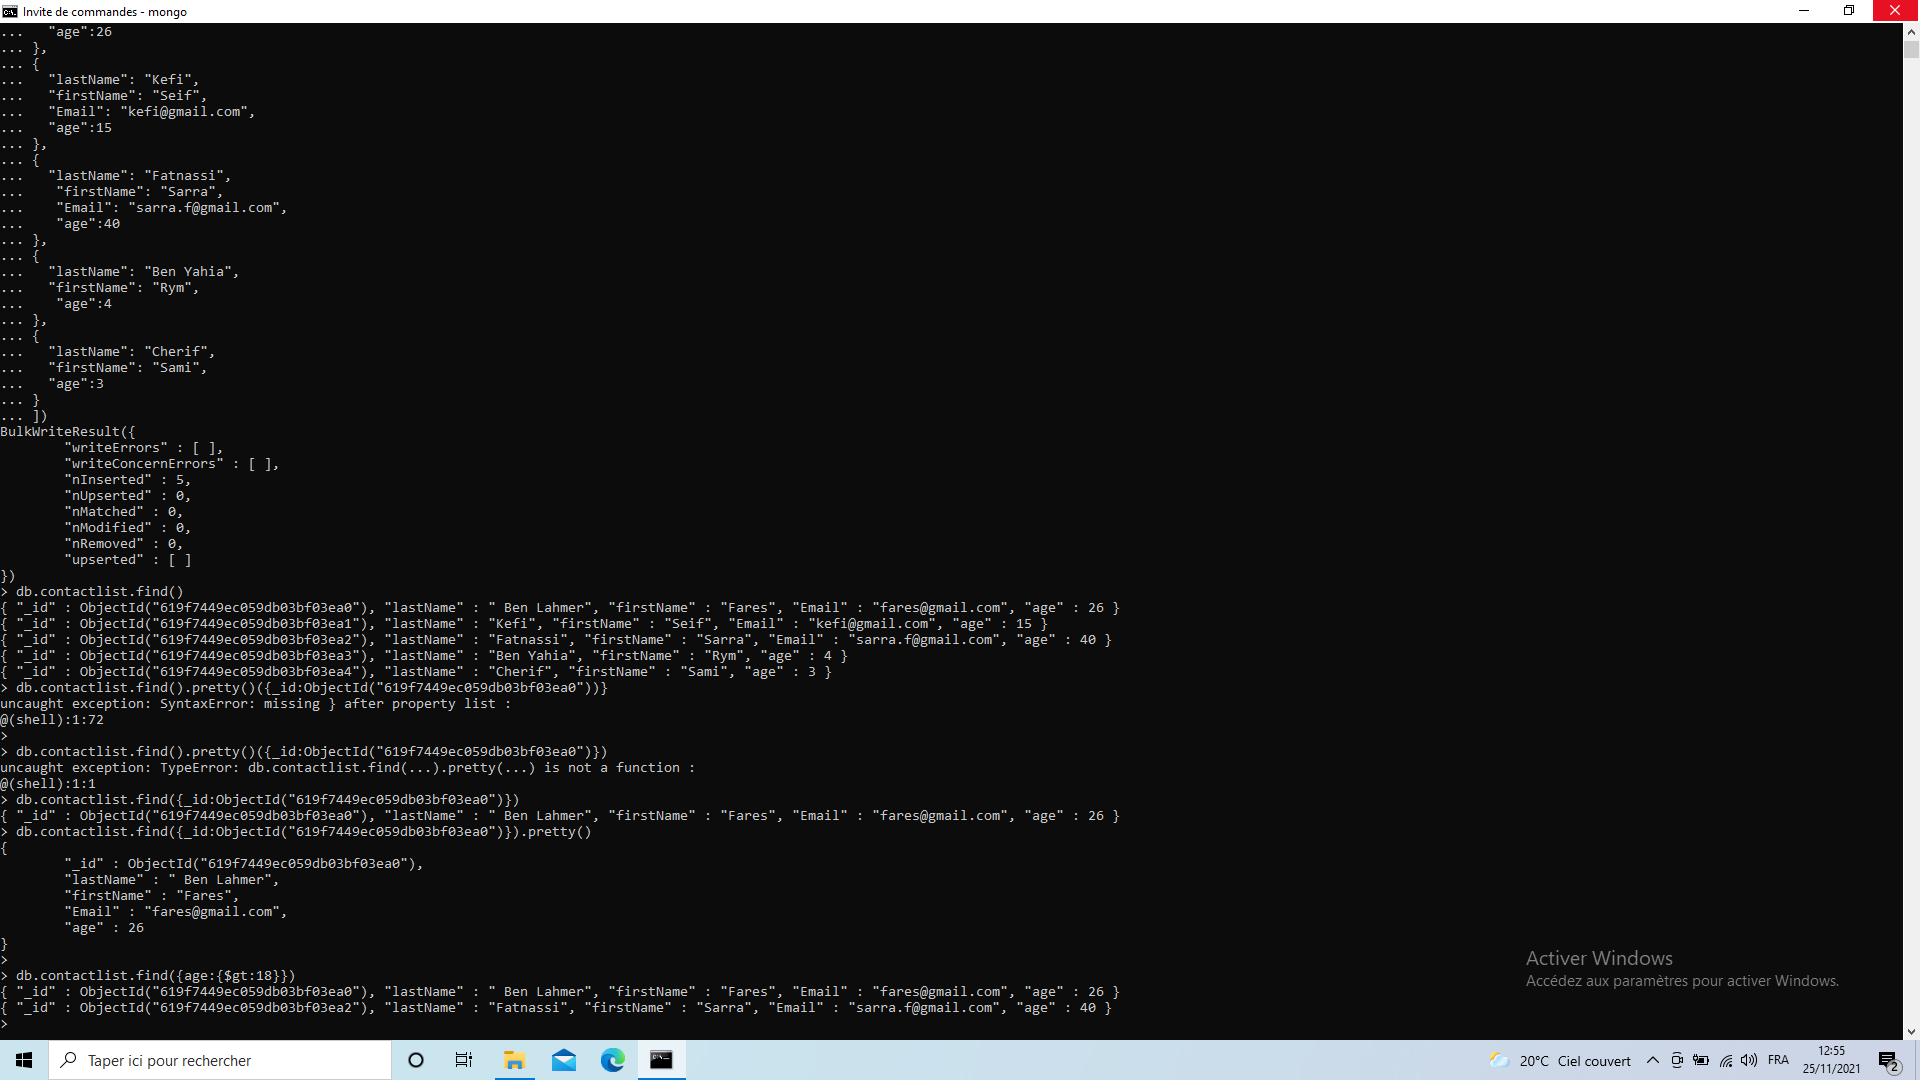 Invite de commandes - mongo
...   "age":26
... },
... {
...   "lastName": "Kefi",
...   "firstName": "Seif",
...   "Email": "kefi@gmail.com",
...   "age":15
... },
... {
...   "lastName": "Fatnassi",
...    "firstName": "Sarra",
...    "Email": "sarra.f@gmail.com",
...    "age":40
... },
... {
...   "lastName": "Ben Yahia",
...   "firstName": "Rym",
...    "age":4
... },
... {
...   "lastName": "Cherif",
...   "firstName": "Sami",
...   "age":3
... }
... ])
BulkWriteResult({
        "writeErrors" : [ ],
        "writeConcernErrors" : [ ],
        "nInserted" : 5,
        "nUpserted" : 0,
        "nMatched" : 0,
        "nModified" : 0,
        "nRemoved" : 0,
        "upserted" : [ ]
})
> db.contactlist.find()
{ "_id" : ObjectId("619f7449ec059db03bf03ea0"), "lastName" : " Ben Lahmer", "firstName" : "Fares", "Email" : "fares@gmail.com", "age" : 26 }
{ "_id" : ObjectId("619f7449ec059db03bf03ea1"), "lastName" : "Kefi", "firstName" : "Seif", "Email" : "kefi@gmail.com", "age" : 15 }
{ "_id" : ObjectId("619f7449ec059db03bf03ea2"), "lastName" : "Fatnassi", "firstName" : "Sarra", "Email" : "sarra.f@gmail.com", "age" : 40 }
{ "_id" : ObjectId("619f7449ec059db03bf03ea3"), "lastName" : "Ben Yahia", "firstName" : "Rym", "age" : 4 }
{ "_id" : ObjectId("619f7449ec059db03bf03ea4"), "lastName" : "Cherif", "firstName" : "Sami", "age" : 3 }
> db.contactlist.find().pretty()({_id:ObjectId("619f7449ec059db03bf03ea0"))}
uncaught exception: SyntaxError: missing } after property list :
@(shell):1:72
>
> db.contactlist.find().pretty()({_id:ObjectId("619f7449ec059db03bf03ea0")})
uncaught exception: TypeError: db.contactlist.find(...).pretty(...) is not a function :
@(shell):1:1
> db.contactlist.find({_id:ObjectId("619f7449ec059db03bf03ea0")})
{ "_id" : ObjectId("619f7449ec059db03bf03ea0"), "lastName" : " Ben Lahmer", "firstName" : "Fares", "Email" : "fares@gmail.com", "age" : 26 }
> db.contactlist.find({_id:ObjectId("619f7449ec059db03bf03ea0")}).pretty()
{
        "_id" : ObjectId("619f7449ec059db03bf03ea0"),
        "lastName" : " Ben Lahmer",
        "firstName" : "Fares",
        "Email" : "fares@gmail.com",
        "age" : 26
}
>
> db.contactlist.find({age:{$gt:18}})
{ "_id" : ObjectId("619f7449ec059db03bf03ea0"), "lastName" : " Ben Lahmer", "firstName" : "Fares", "Email" : "fares@gmail.com", "age" : 26 }
{ "_id" : ObjectId("619f7449ec059db03bf03ea2"), "lastName" : "Fatnassi", "firstName" : "Sarra", "Email" : "sarra.f@gmail.com", "age" : 40 }
>
Activer Windows
Accédez aux paramètres pour activer Windows.
Taper ici pour rechercher
20°C Ciel couvert
FRA
12:55
25/11/2021
2